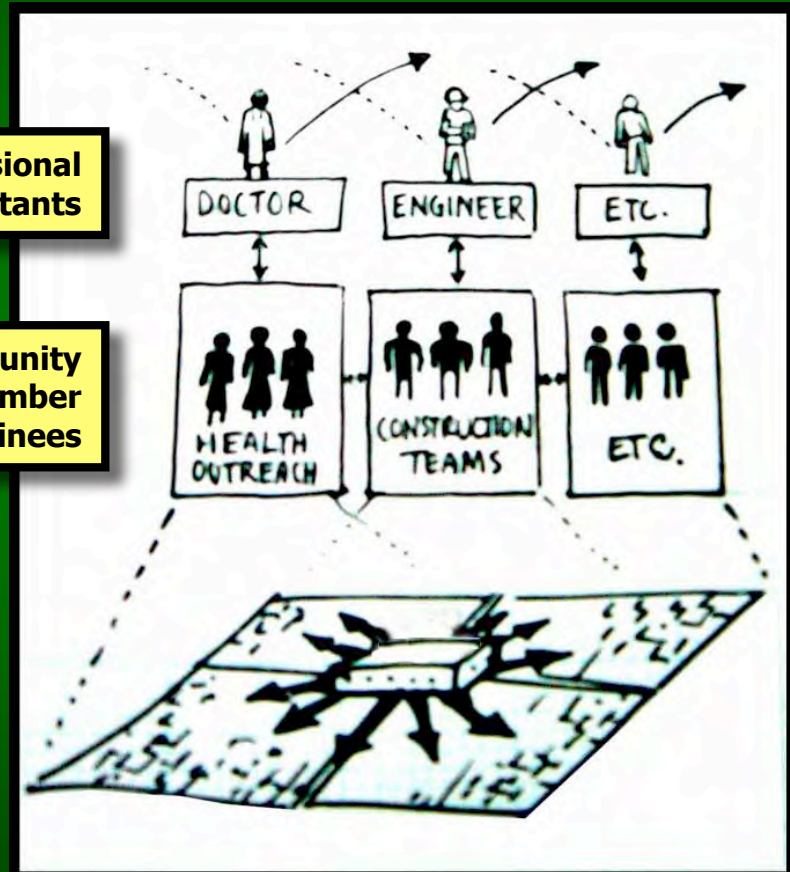 sional
tants
DOCTOR
ENGINEER
ETC.
unity
mber
inees
HEALTH
OUTREACH
CONSTRUCTION
TEAMS
ETC.